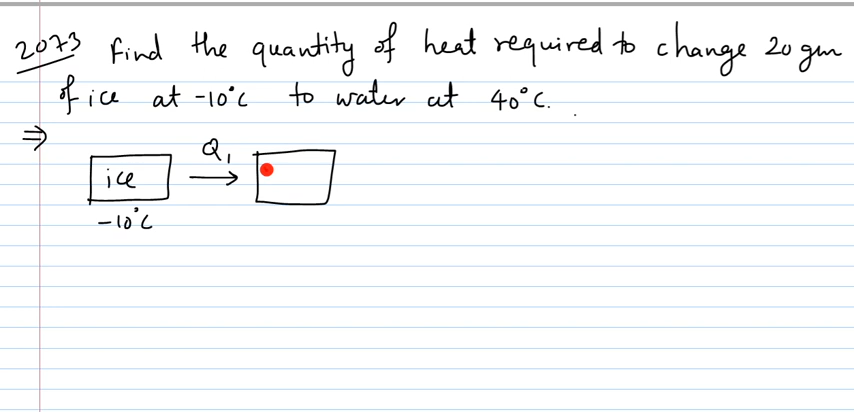 2073 Find the quantity of heat required to change 20 gm
of ice at -10°C to water at 40°C.
⇒
Q₁
ice →
-10°C